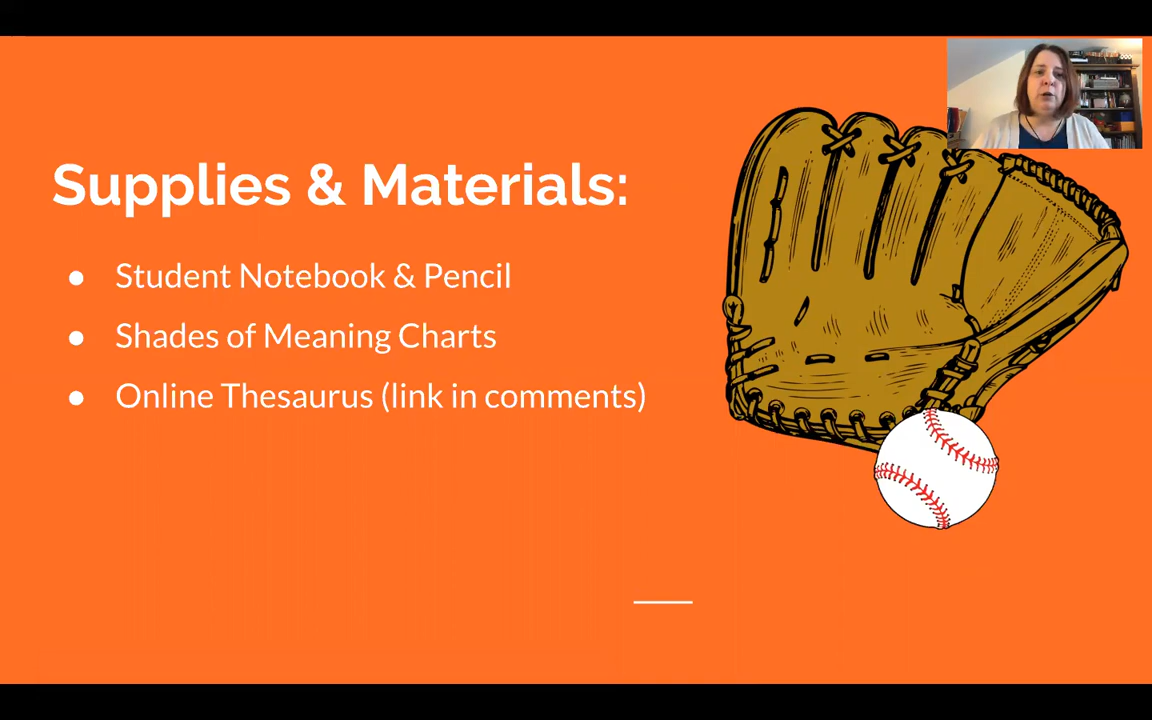 Supplies & Materials:
● Student Notebook & Pencil
● Shades of Meaning Charts
● Online Thesaurus (link in comments)